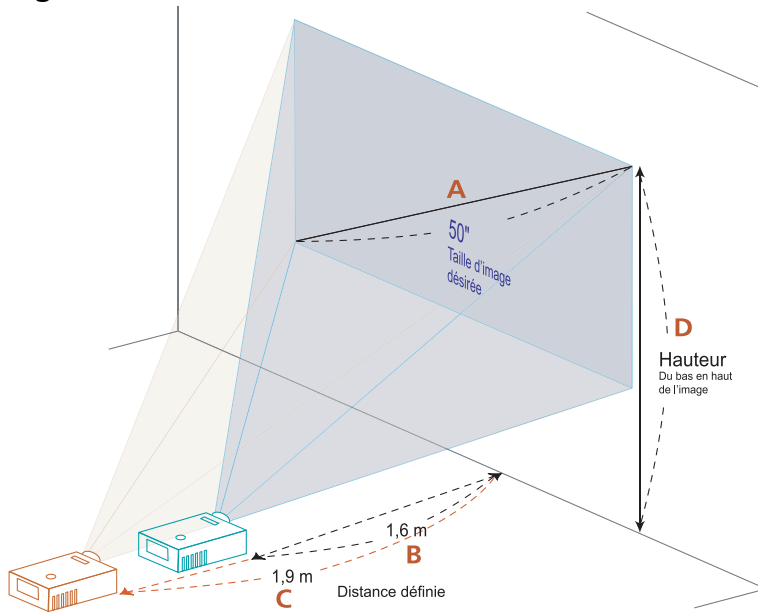 A
50"
Taille d'image
désirée
D
Hauteur
Du bas en haut
de l'image
1,6 m
B
1,9 m
C
Distance définie